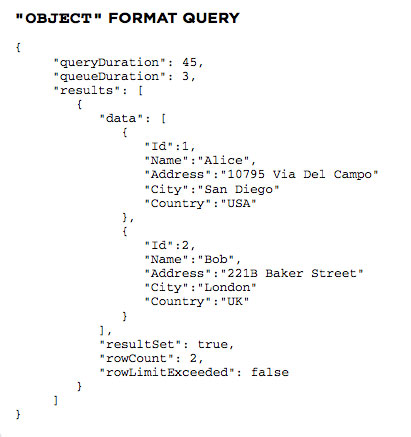 "OBJECT" FORMAT QUERY
{
"queryDuration": 45,
"queueDuration": 3,
"results": [
{
"data": [
{
"Id":1,
"Name":"Alice",
"Address":"10795 Via Del Campo"
"City":"San Diego"
"Country":"USA"
},
{
"Id":2,
"Name":"Bob",
"Address":"221B Baker Street"
"City":"London"
"Country":"UK"
}
],
"resultSet": true,
"rowCount": 2,
"rowLimitExceeded": false
}
]
}